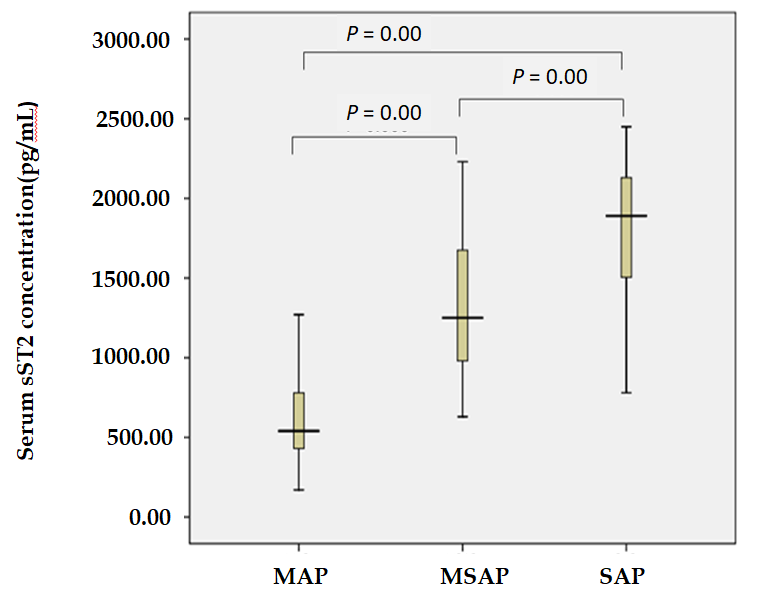 3000.00
P = 0.00
P = 0.00
2500.00
P = 0.00
2000.00
1500.00
1000.00
500.00
0.00
Serum sST2 concentration(pg/mL)
MAP MSAP SAP